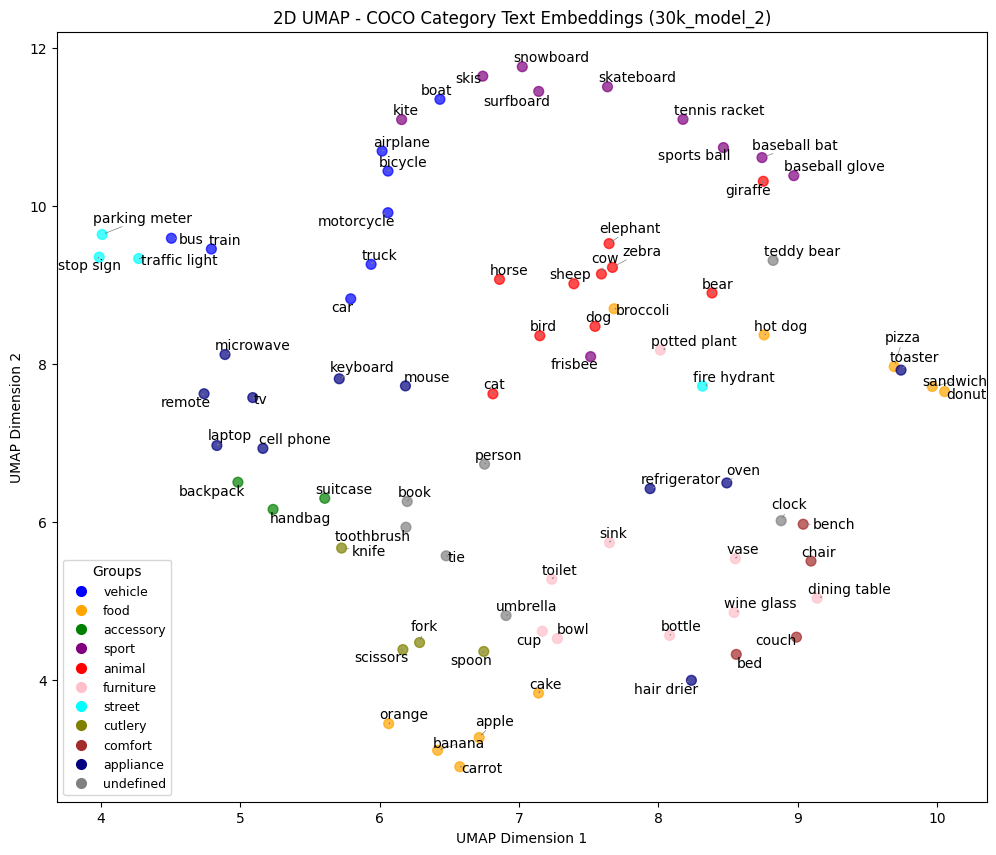 2D UMAP - COCO Category Text Embeddings (30k_model_2)
snowboard
skis
skateboard
boat
surfboard
kite
tennis racket
airplane
baseball bat
sports ball
bicycle
baseball glove
giraffe
parking meter
motorcycle
elephant
bus
train
zebra
teddy bear
stop sign
traffic light
truck
cow
horse
sheep
bear
car
broccoli
dog
bird
hot dog
potted plant
pizza
microwave
frisbee
toaster
keyboard
mouse
fire hydrant
cat
sandwich
donut
remote
tv
laptop
cell phone
person
oven
refrigerator
backpack
suitcase
book
clock
handbag
bench
toothbrush
sink
knife
tie
vase
chair
toilet
dining table
umbrella
wine glass
fork
bottle
bowl
cup
couch
scissors
spoon
bed
hair drier
cake
orange
apple
banana
carrot
Groups
vehicle
food
accessory
sport
animal
furniture
street
cutlery
comfort
appliance
undefined
12
10
8
6
4
4
5
6
7
8
9
10
UMAP Dimension 2
UMAP Dimension 1